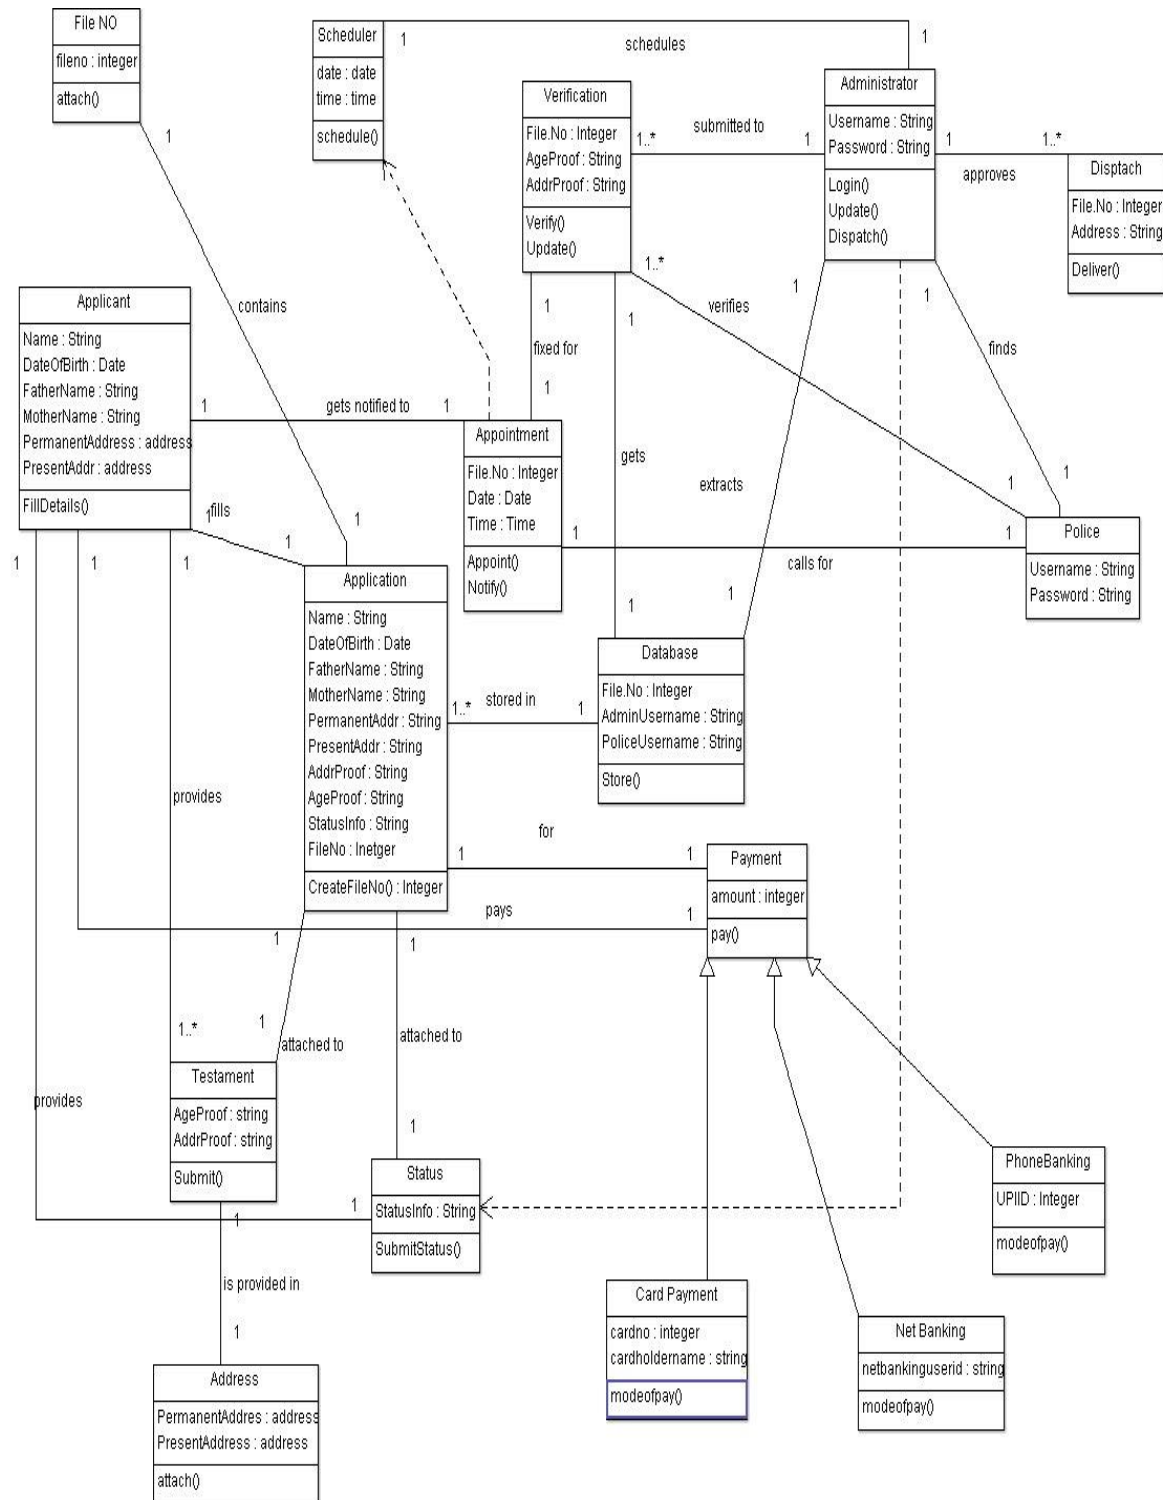 File NO
fileno : integer
attach()
1
contains
1
Scheduler
date : date
time : time
schedule()
1
schedules
1
Verification
File.No : Integer
AgeProof : String
AddrProof : String
Verify()
Update()
1..*
submitted to
1
Administrator
Username : String
Password : String
Login()
Update()
Dispatch()
1
approves
1..*
Disptach
File.No : Integer
Address : String
Deliver()
1..*
verifies
1
1
finds
1
1
fixed for
1
1
gets
1
1
extracts
1
Applicant
Name : String
DateOfBirth : Date
FatherName : String
MotherName : String
PermanentAddress : address
PresentAddr : address
FillDetails()
1
gets notified to
1
Appointment
File.No : Integer
Date : Date
Time : Time
Appoint()
Notify()
1
calls for
1
Police
Username : String
Password : String
1
fills
1
1
1
1
Application
Name : String
DateOfBirth : Date
FatherName : String
MotherName : String
PermanentAddr : String
PresentAddr : String
AddrProof : String
AgeProof : String
StatusInfo : String
FileNo : Inetger
CreateFileNo() : Integer
1..*
stored in
1
Database
File.No : Integer
AdminUsername : String
PoliceUsername : String
Store()
provides
1
for
1
Payment
amount : integer
pay()
pays
1
1
1
attached to
1
1..*
attached to
1
Testament
AgeProof : string
AddrProof : string
Submit()
provides
1
Status
StatusInfo : String
SubmitStatus()
1
is provided in
1
Address
PermanentAddres : address
PresentAddress : address
attach()
PhoneBanking
UPIID : Integer
modeofpay()
Card Payment
cardno : integer
cardholdername : string
modeofpay()
Net Banking
netbankinguserid : string
modeofpay()